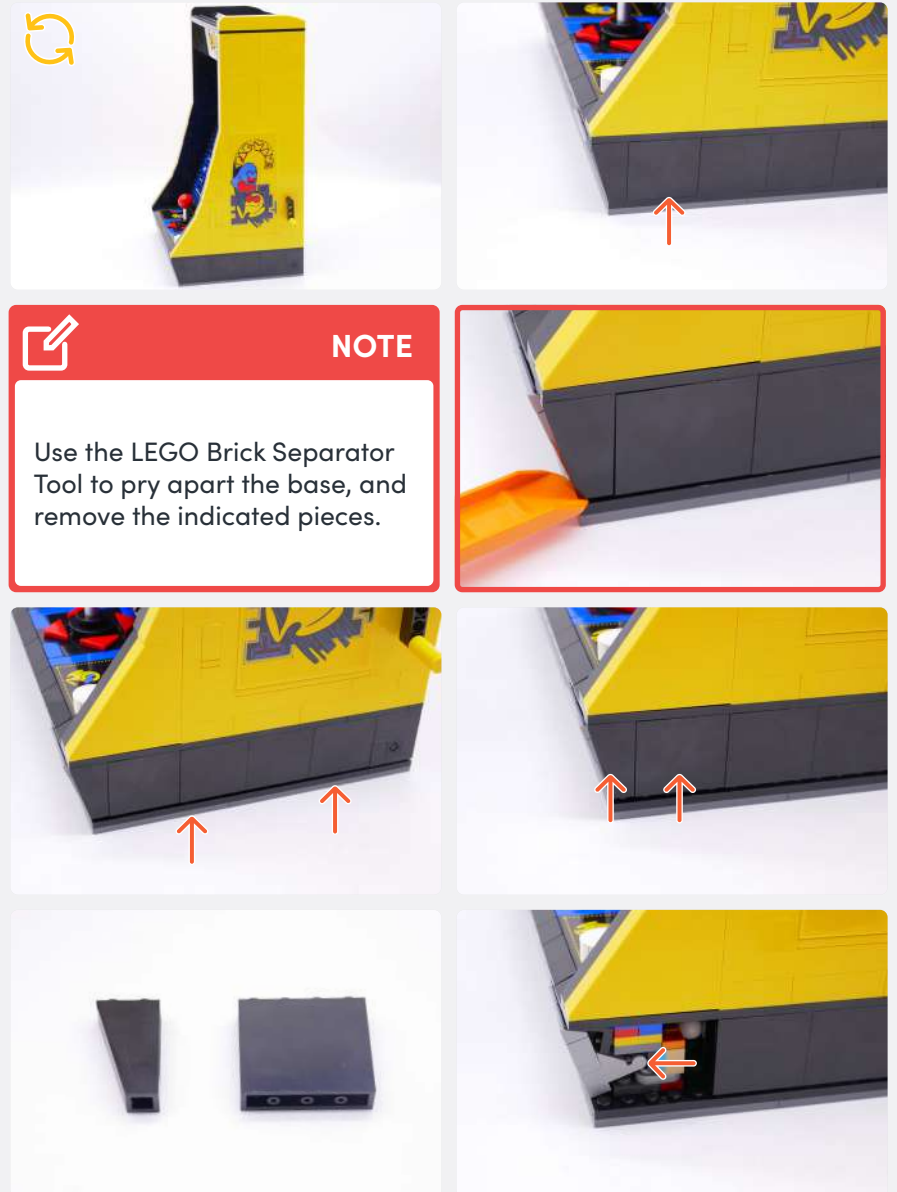 NOTE
Use the LEGO Brick Separator
Tool to pry apart the base, and
remove the indicated pieces.